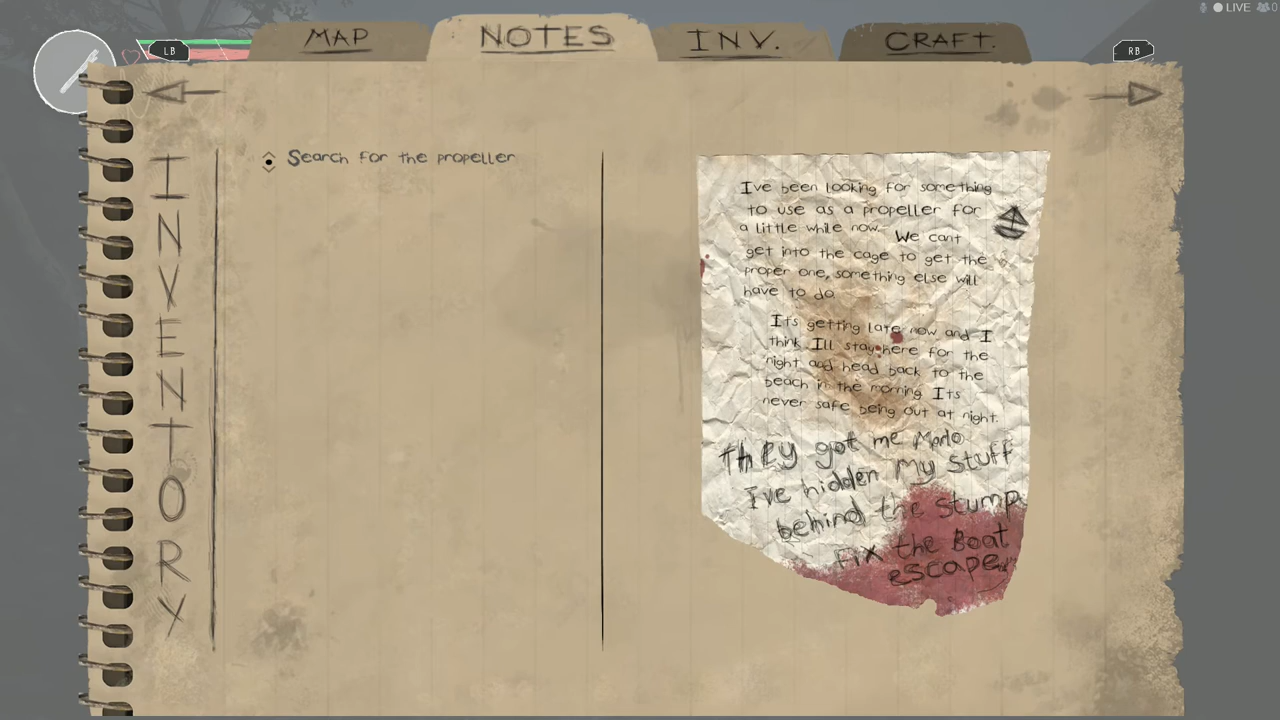 LIVE
0
MAP
NOTES
INV.
CRAFT.
LB
RB
INVENTORY
Search for the propeller
Ive been looking for something
to use as a propeller for
a little while now. We cant
get into the cage to get the
proper one, something else will
have to do.
Its getting late now and I
think Ill stay here for the
night and head back to the
beach in the morning. Its
never safe being out at night.
They got me Marlo
I've hidden My stuff
behind the stump
Fix the Boat
escape.